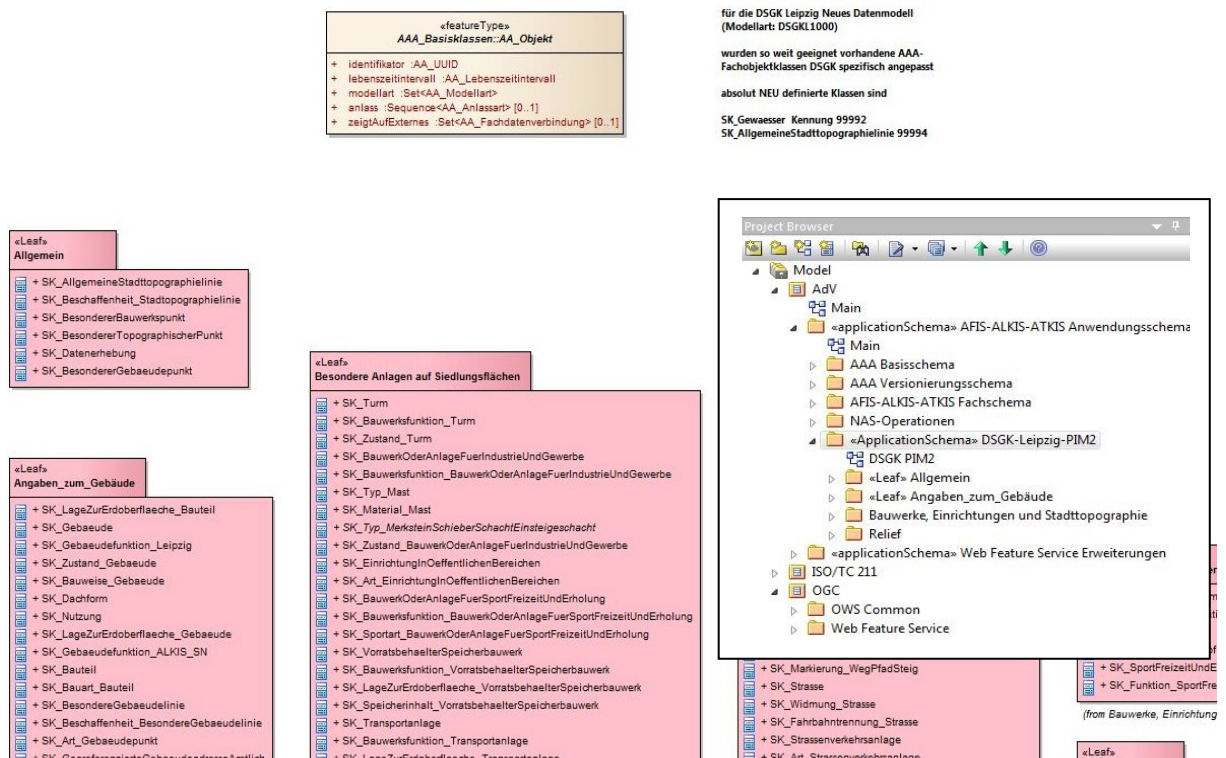 «featureType»
AAA_Basisklassen::AA_Objekt
+ identifikator :AA_UUID
+ lebenszeitintervall :AA_Lebenszeitintervall
+ modellart :Set<AA_Modellart>
+ anlass :Sequence<AA_Anlassart> [0..1]
+ zeigtAufExternes :Set<AA_Fachdatenverbindung> [0..1]
für die DSGK Leipzig Neues Datenmodell
(Modellart: DSGKL1000)
wurden so weit geeignet vorhandene AAA-
Fachobjektklassen DSGK spezifisch angepasst
absolut NEU definierte Klassen sind
SK_Gewaesser Kennung 99992
SK_AllgemeineStadttopographielinie 99994
«Leaf»
Allgemein
+ SK_AllgemeineStadttopographielinie
+ SK_Beschaffenheit_Stadtopographielinie
+ SK_BesondererBauwerkspunkt
+ SK_BesondererTopographischerPunkt
+ SK_Datenerhebung
+ SK_BesondererGebaeudepunkt
«Leaf»
Angaben_zum_Gebäude
+ SK_LageZurErdoberflaeche_Bauteil
+ SK_Gebaeude
+ SK_Gebaeudefunktion_Leipzig
+ SK_Zustand_Gebaeude
+ SK_Bauweise_Gebaeude
+ SK_Dachform
+ SK_Nutzung
+ SK_LageZurErdoberflaeche_Gebaeude
+ SK_Gebaeudefunktion_ALKIS_SN
+ SK_Bauteil
+ SK_Bauart_Bauteil
+ SK_BesondereGebaeudelinie
+ SK_Beschaffenheit_BesondereGebaeudelinie
+ SK_Art_Gebaeudepunkt
+ SK_GeoreferenzierteGebaeudeadresseAmtlich
«Leaf»
Besondere Anlagen auf Siedlungsflächen
+ SK_Turm
+ SK_Bauwerksfunktion_Turm
+ SK_Zustand_Turm
+ SK_BauwerkOderAnlageFuerIndustrieUndGewerbe
+ SK_Bauwerksfunktion_BauwerkOderAnlageFuerIndustrieUndGewerbe
+ SK_Typ_Mast
+ SK_Material_Mast
+ SK_Typ_MerksteinSchieberSchachtEinsteigeschacht
+ SK_Zustand_BauwerkOderAnlageFuerIndustrieUndGewerbe
+ SK_EinrichtungInOeffentlichenBereichen
+ SK_Art_EinrichtungInOeffentlichenBereichen
+ SK_BauwerkOderAnlageFuerSportFreizeitUndErholung
+ SK_Bauwerksfunktion_BauwerkOderAnlageFuerSportFreizeitUndErholung
+ SK_Sportart_BauwerkOderAnlageFuerSportFreizeitUndErholung
+ SK_VorratsbehaelterSpeicherbauwerk
+ SK_Bauwerksfunktion_VorratsbehaelterSpeicherbauwerk
+ SK_LageZurErdoberflaeche_VorratsbehaelterSpeicherbauwerk
+ SK_Speicherinhalt_VorratsbehaelterSpeicherbauwerk
+ SK_Transportanlage
+ SK_Bauwerksfunktion_Transportanlage
+ SK_LageZurErdoberflaeche_Transportanlage
Project Browser
Model
AdV
Main
«applicationSchema» AFIS-ALKIS-ATKIS Anwendungsschema
Main
AAA Basisschema
AAA Versionierungsschema
AFIS-ALKIS-ATKIS Fachschema
NAS-Operationen
«ApplicationSchema» DSGK-Leipzig-PIM2
DSGK PIM2
«Leaf» Allgemein
«Leaf» Angaben_zum_Gebäude
Bauwerke, Einrichtungen und Stadttopographie
Relief
«applicationSchema» Web Feature Service Erweiterungen
ISO/TC 211
OGC
OWS Common
Web Feature Service
+ SK_Markierung_WegPfadSteig
+ SK_Strasse
+ SK_Widmung_Strasse
+ SK_Fahrbahntrennung_Strasse
+ SK_Strassenverkehrsanlage
+ SK_Art_Strassenverkehrsanlage
+ SK_SportFreizeitUndE
+ SK_Funktion_SportFre
(from Bauwerke, Einrichtung
«Leaf»